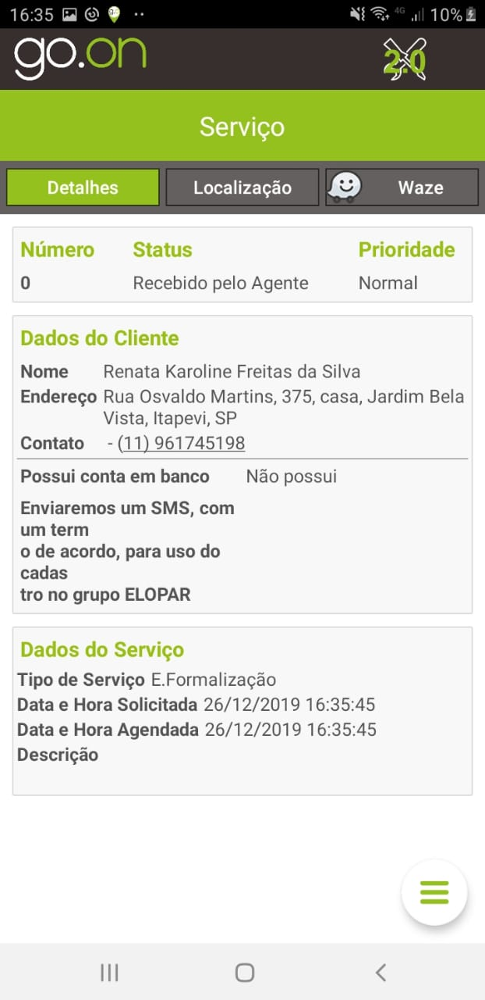 16:35 4G 10%
go.on 2.0
Serviço
Detalhes Localização Waze
Número Status Prioridade
0 Recebido pelo Agente Normal
Dados do Cliente
Nome Renata Karoline Freitas da Silva
Endereço Rua Osvaldo Martins, 375, casa, Jardim Bela
Vista, Itapevi, SP
Contato - (11) 961745198
Possui conta em banco Não possui
Enviaremos um SMS, com
um term
o de acordo, para uso do
cadas
tro no grupo ELOPAR
Dados do Serviço
Tipo de Serviço E.Formalização
Data e Hora Solicitada 26/12/2019 16:35:45
Data e Hora Agendada 26/12/2019 16:35:45
Descrição